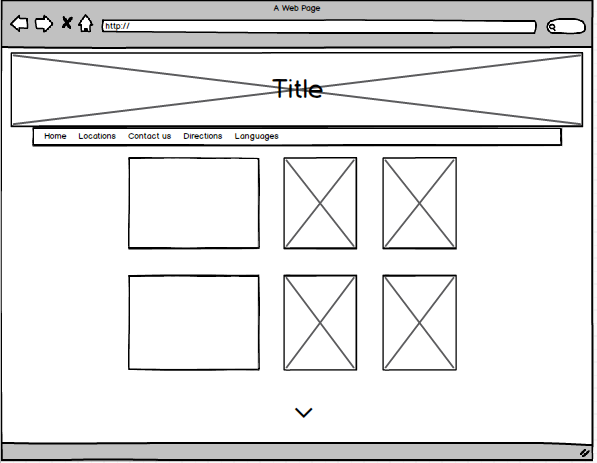 A Web Page
http://
Title
Home Locations Contact us Directions Languages